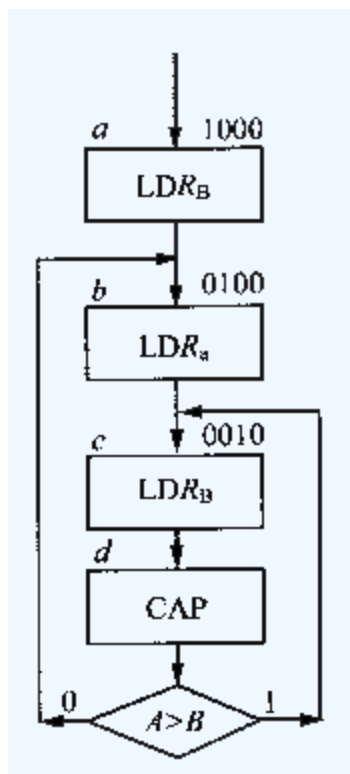 a 1000
LDR_B
b 0100
LDR_a
c 0010
LDR_B
d
CAP
0 A>B 1